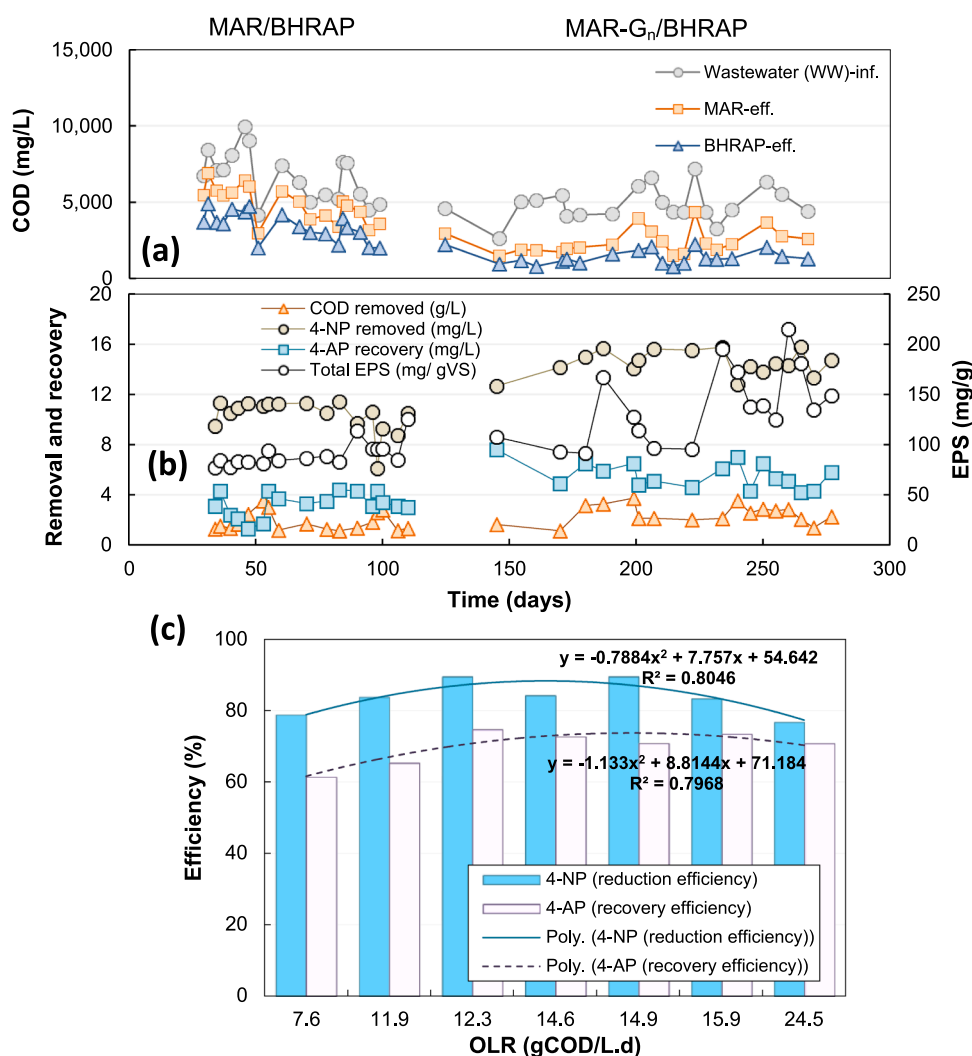 MAR/BHRAP
MAR-Gn/BHRAP
15,000
10,000
5,000
0
COD (mg/L)
Wastewater (WW)-inf.
MAR-eff.
BHRAP-eff.
(a)
20
16
12
8
4
0
Removal and recovery
COD removed (g/L)
4-NP removed (mg/L)
4-AP recovery (mg/L)
Total EPS (mg/ gVS)
(b)
250
200
150
100
50
0
EPS (mg/g)
0 50 100 150 200 250 300
Time (days)
(c)
100
80
60
40
20
0
Efficiency (%)
y = -0.7884x² + 7.757x + 54.642
R² = 0.8046
y = -1.133x² + 8.8144x + 71.184
R² = 0.7968
4-NP (reduction efficiency)
4-AP (recovery efficiency)
Poly. (4-NP (reduction efficiency))
Poly. (4-AP (recovery efficiency))
7.6 11.9 12.3 14.6 14.9 15.9 24.5
OLR (gCOD/L.d)